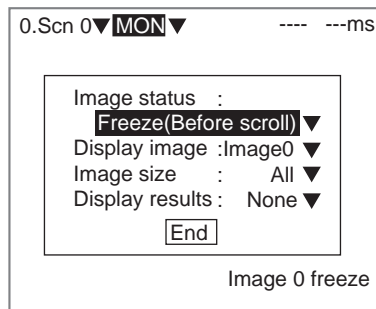 0.Scn 0▼MON▼ ---- ---ms
Image status :
Freeze(Before scroll)▼
Display image :Image0 ▼
Image size : All ▼
Display results : None ▼
End
Image 0 freeze